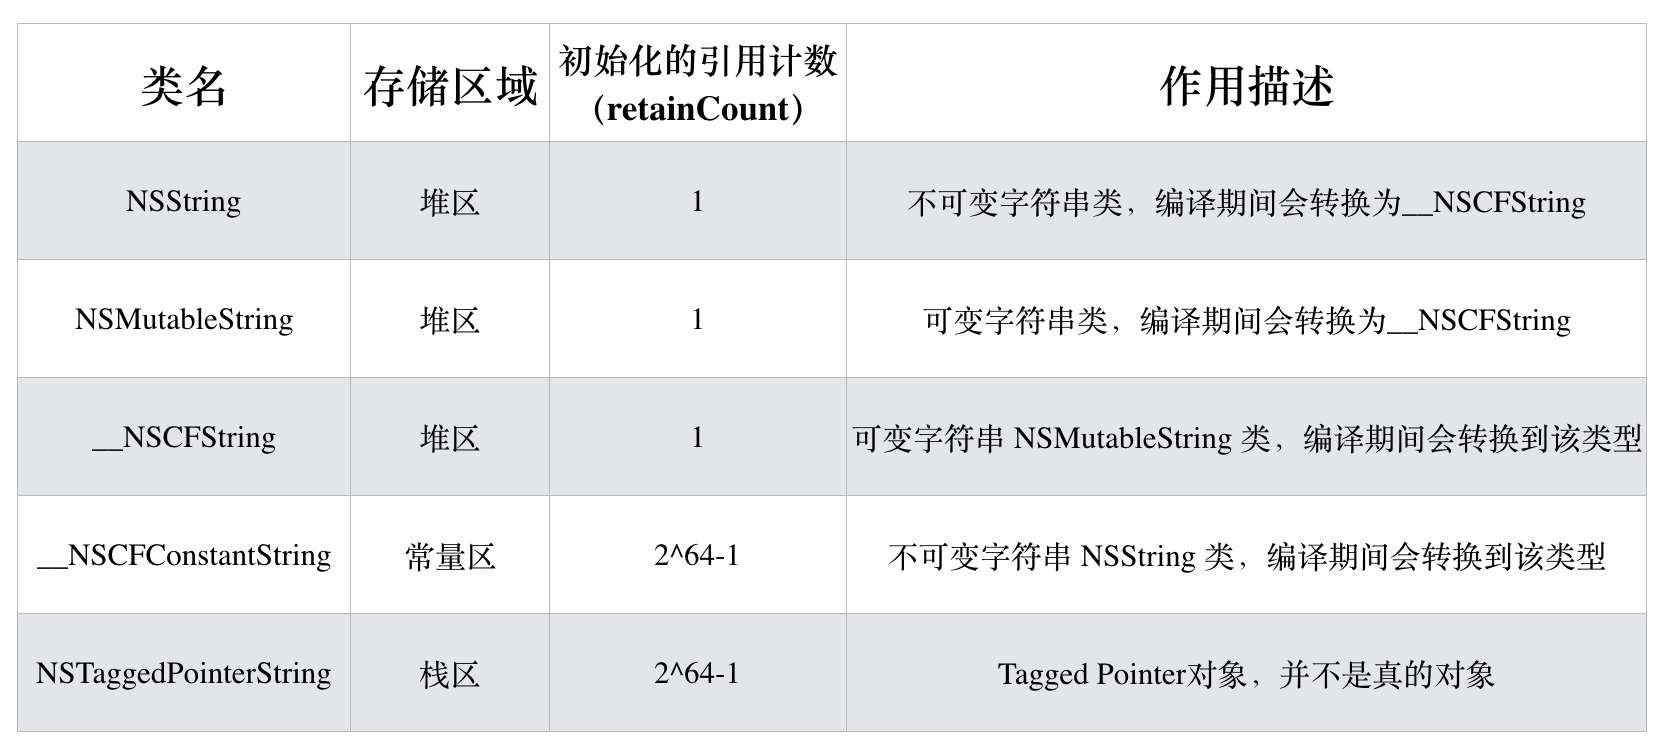 类名
存储区域
初始化的引用计数
（retainCount）
作用描述
NSString
堆区
1
不可变字符串类，编译期间会转换为__NSCFString
NSMutableString
堆区
1
可变字符串类，编译期间会转换为__NSCFString
__NSCFString
堆区
1
可变字符串 NSMutableString 类，编译期间会转换到该类型
__NSCFConstantString
常量区
2^64-1
不可变字符串 NSString 类，编译期间会转换到该类型
NSTaggedPointerString
栈区
2^64-1
Tagged Pointer对象，并不是真的对象